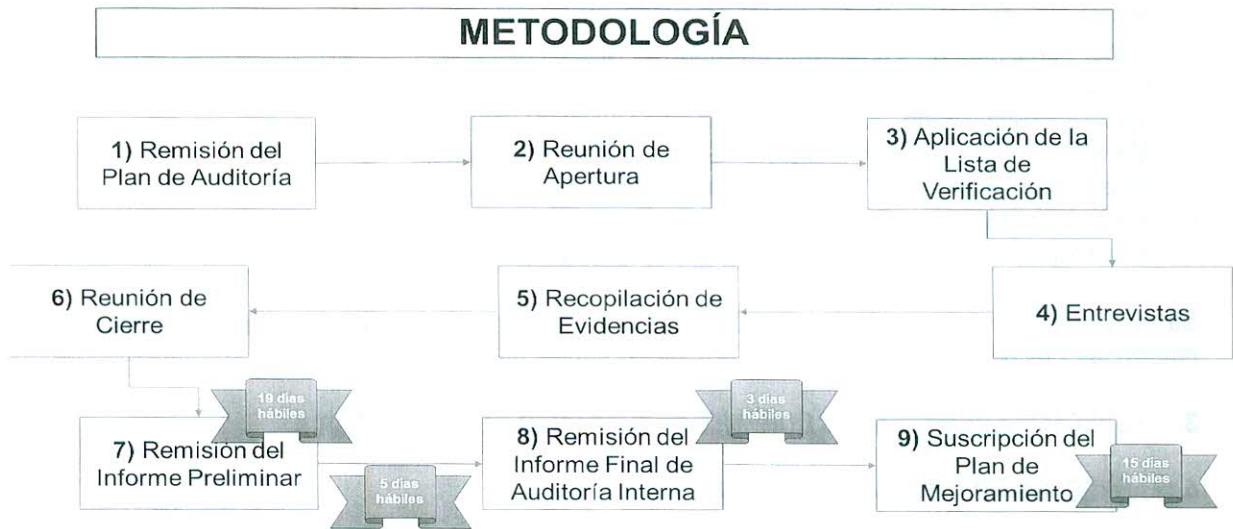 METODOLOGÍA
1) Remisión del
Plan de Auditoría
2) Reunión de
Apertura
3) Aplicación de la
Lista de
Verificación
4) Entrevistas
5) Recopilación de
Evidencias
6) Reunión de
Cierre
19 días
hábiles
7) Remisión del
Informe Preliminar
5 días
hábiles
3 días
hábiles
8) Remisión del
Informe Final de
Auditoría Interna
9) Suscripción del
Plan de
Mejoramiento
15 días
hábiles